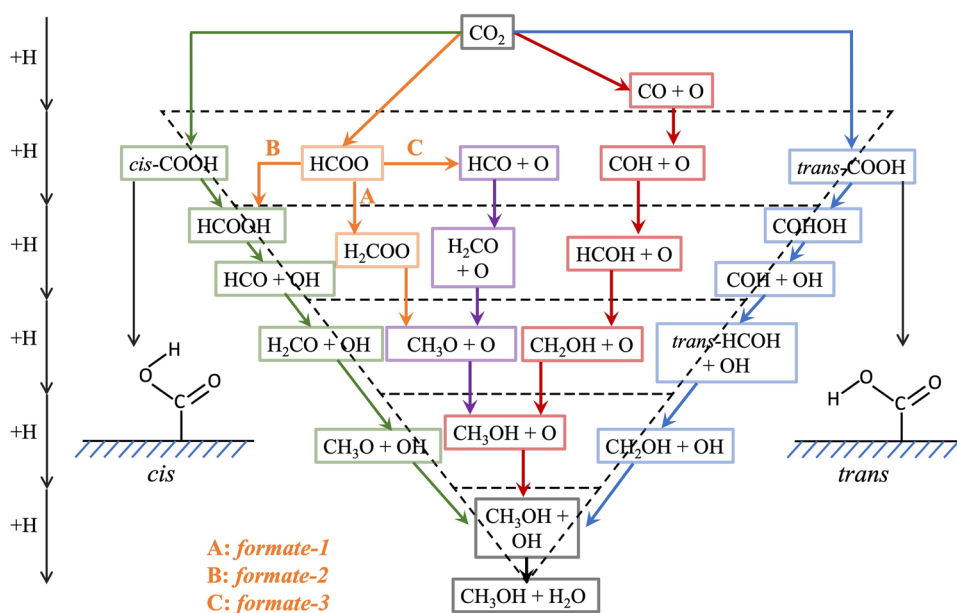 CO₂
+H
CO + O
+H
B
C
cis-COOH
HCOO
HCO + O
COH + O
trans-COOH
A
+H
HCOOH
COHOH
H₂COO
H₂CO
+ O
HCOH + O
HCO + OH
COH + OH
+H
H₂CO + OH
CH₃O + O
CH₂OH + O
trans-HCOH
+ OH
H
O
C
O
H
O
C
O
+H
CH₃O + OH
CH₃OH + O
CH₂OH + OH
cis
trans
+H
CH₃OH +
OH
A: formate-1
B: formate-2
C: formate-3
CH₃OH + H₂O